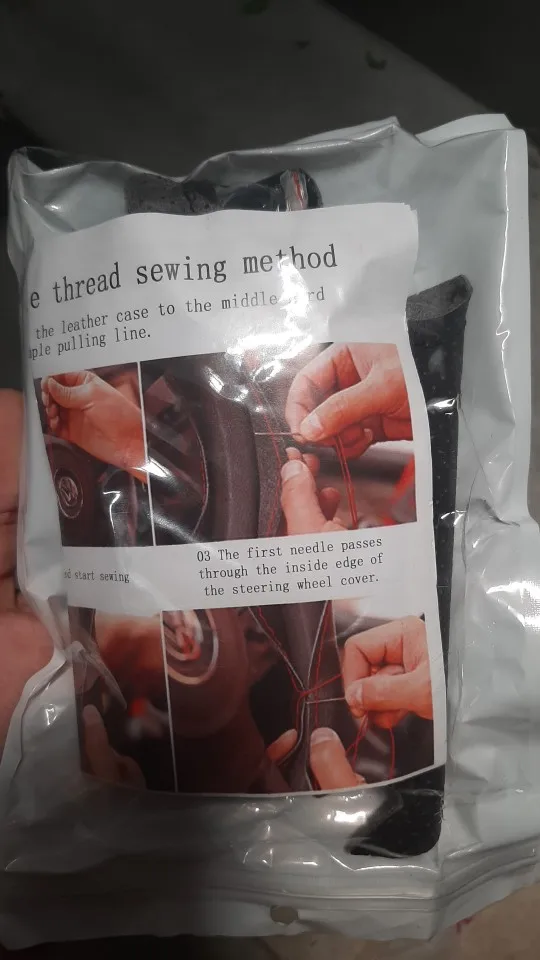 e thread sewing method
the leather case to the middle
pulling line.
start sewing
03 The first needle passes
through the inside edge of
the steering wheel cover.